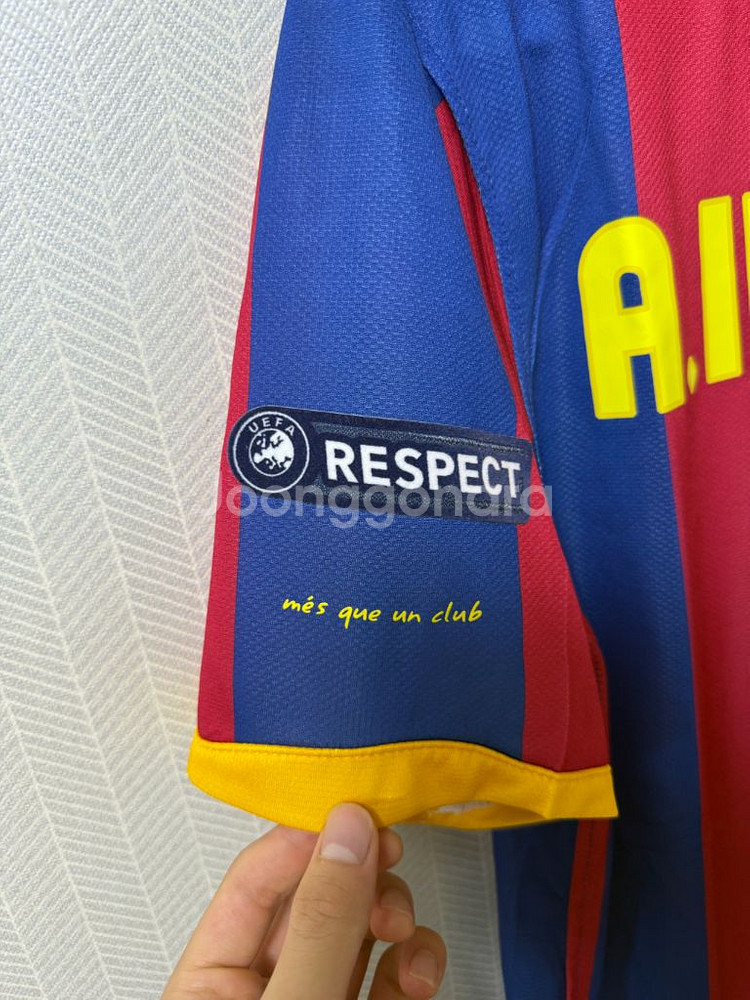 A.I
UEFA
RESPECT
Joonggonara
més que un club